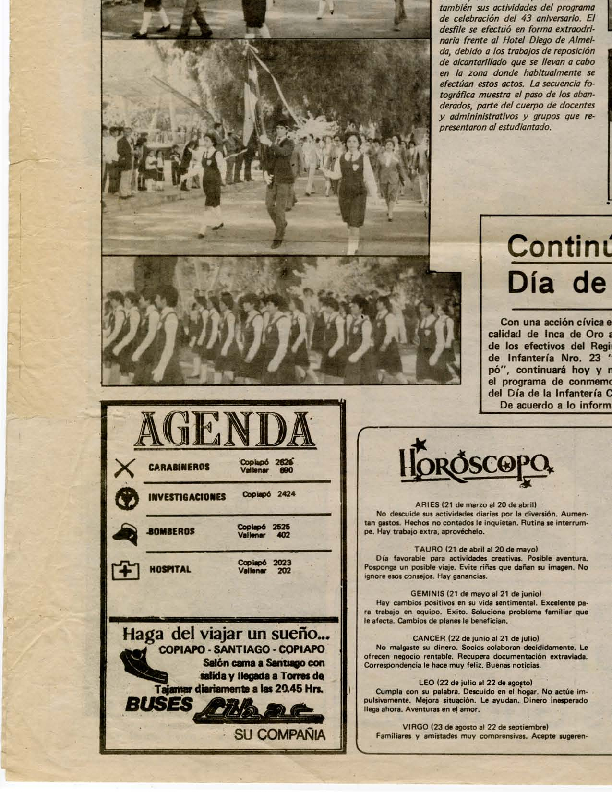 también sus actividades del programa
de celebración del 43 aniversario. El
desfile se efectuó en forma extraordi-
naria frente al Hotel Diego de Almei-
da, debido a los trabajos de reposición
de alcantarillado que se llevan a cabo
en la zona donde habitualmente se
efectúan estos actos. La secuencia fo-
tográfica muestra el paso de los aban-
derados, parte del cuerpo de docentes
y admininistrativos y grupos que re-
presentaron al estudiantado.
Continú
Día de
Con una acción cívica e
calidad de Inca de Oro a
de los efectivos del Regi
de Infantería Nro. 23 "
pó", continuará hoy y m
el programa de conmemo
del Día de la Infantería C
De acuerdo a lo inform
AGENDA
CARABINEROS Copiapó 2626
Vallenar 890
INVESTIGACIONES Copiapó 2424
BOMBEROS Copiapó 2525
Vallenar 402
HOSPITAL Copiapó 2023
Vallenar 202
Haga del viajar un sueño...
COPIAPO - SANTIAGO - COPIAPO
Salón cama a Santiago con
salida y llegada a Torres de
Tajamar diariamente a las 20.45 Hrs.
BUSES Libac
SU COMPAÑIA
HORÓSCOPO
ARIES (21 de marzo el 20 de abril)
No descuide sus actividades diarias por la diversión. Aumen-
tan gastos. Hechos no contados le inquietan. Rutina se interrum-
pe. Hay trabajo extra, aprovéchelo.
TAURO (21 de abril al 20 de mayo)
Día favorable para actividades creativas. Posible aventura.
Posponga un posible viaje. Evite riñas que dañan su imagen. No
ignore esos consejos. Hay ganancias.
GEMINIS (21 de mayo al 21 de junio)
Hay cambios positivos en su vida sentimental. Excelente pa-
ra trabajo en equipo. Exito. Soluciona problema familiar que
le afecta. Cambios de planes le benefician.
CANCER (22 de junio al 21 de julio)
No malgaste su dinero. Socios colaboran decididamente. Le
ofrecen negocio rentable. Recupera documentación extraviada.
Correspondencia le hace muy feliz. Buenas noticias.
LEO (22 de julio al 22 de agosto)
Cumpla con su palabra. Descuido en el hogar. No actúe im-
pulsivamente. Mejora situación. Le ayudan. Dinero inesperado
llega ahora. Aventuras en el amor.
VIRGO (23 de agosto al 22 de septiembre)
Familiares y amistades muy comprensivas. Acepte sugeren-